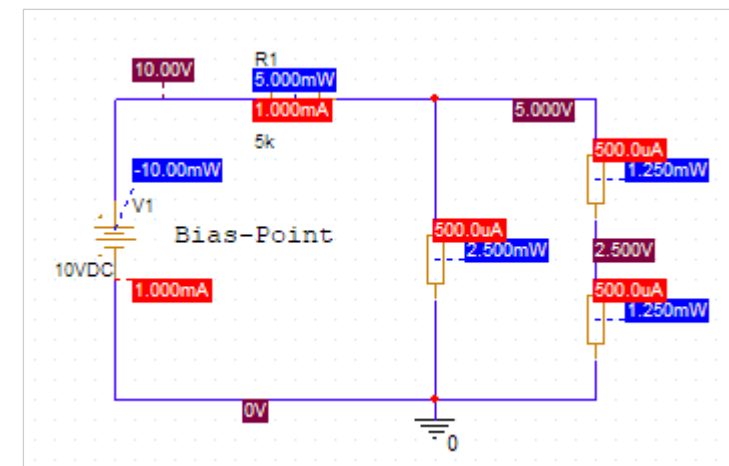 R1
10.00V
5.000mW
1.000mA
5.000V
5k
500.0uA
-10.00mW
1.250mW
V1
Bias-Point
500.0uA
2.500mW
2.500V
10VDC
1.000mA
500.0uA
1.250mW
0V
0